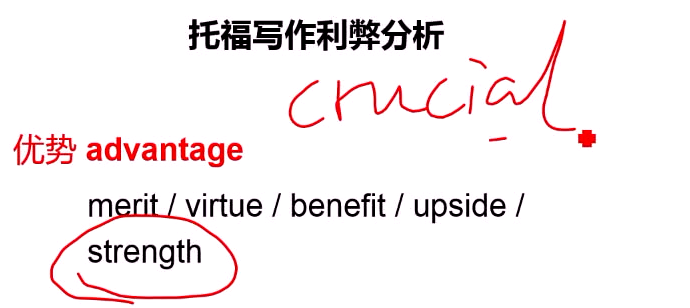 托福写作利弊分析
crucial
优势 advantage
merit / virtue / benefit / upside /
strength